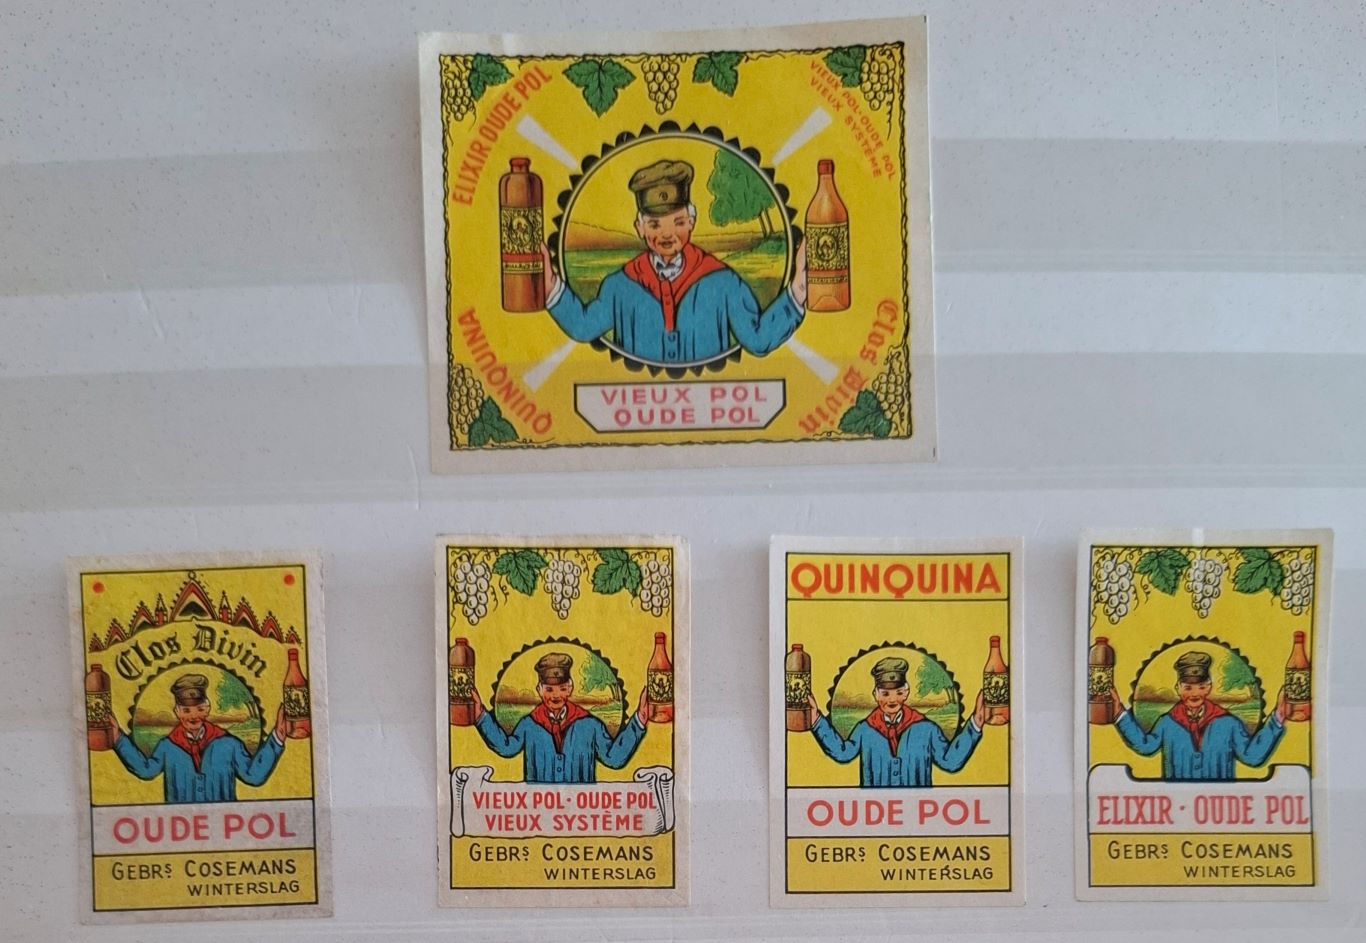 ELIXIR OUDE POL
VIEUX POL·OUDE POL
VIEUX SYSTÈME
QUINQUINA
Clos Divin
VIEUX POL
OUDE POL
Clos Divin
OUDE POL
GEBRS COSEMANS
WINTERSLAG
VIEUX POL·OUDE POL
VIEUX SYSTÈME
GEBRS COSEMANS
WINTERSLAG
QUINQUINA
OUDE POL
GEBRS COSEMANS
WINTERSLAG
ELIXIR·OUDE POL
GEBRS COSEMANS
WINTERSLAG